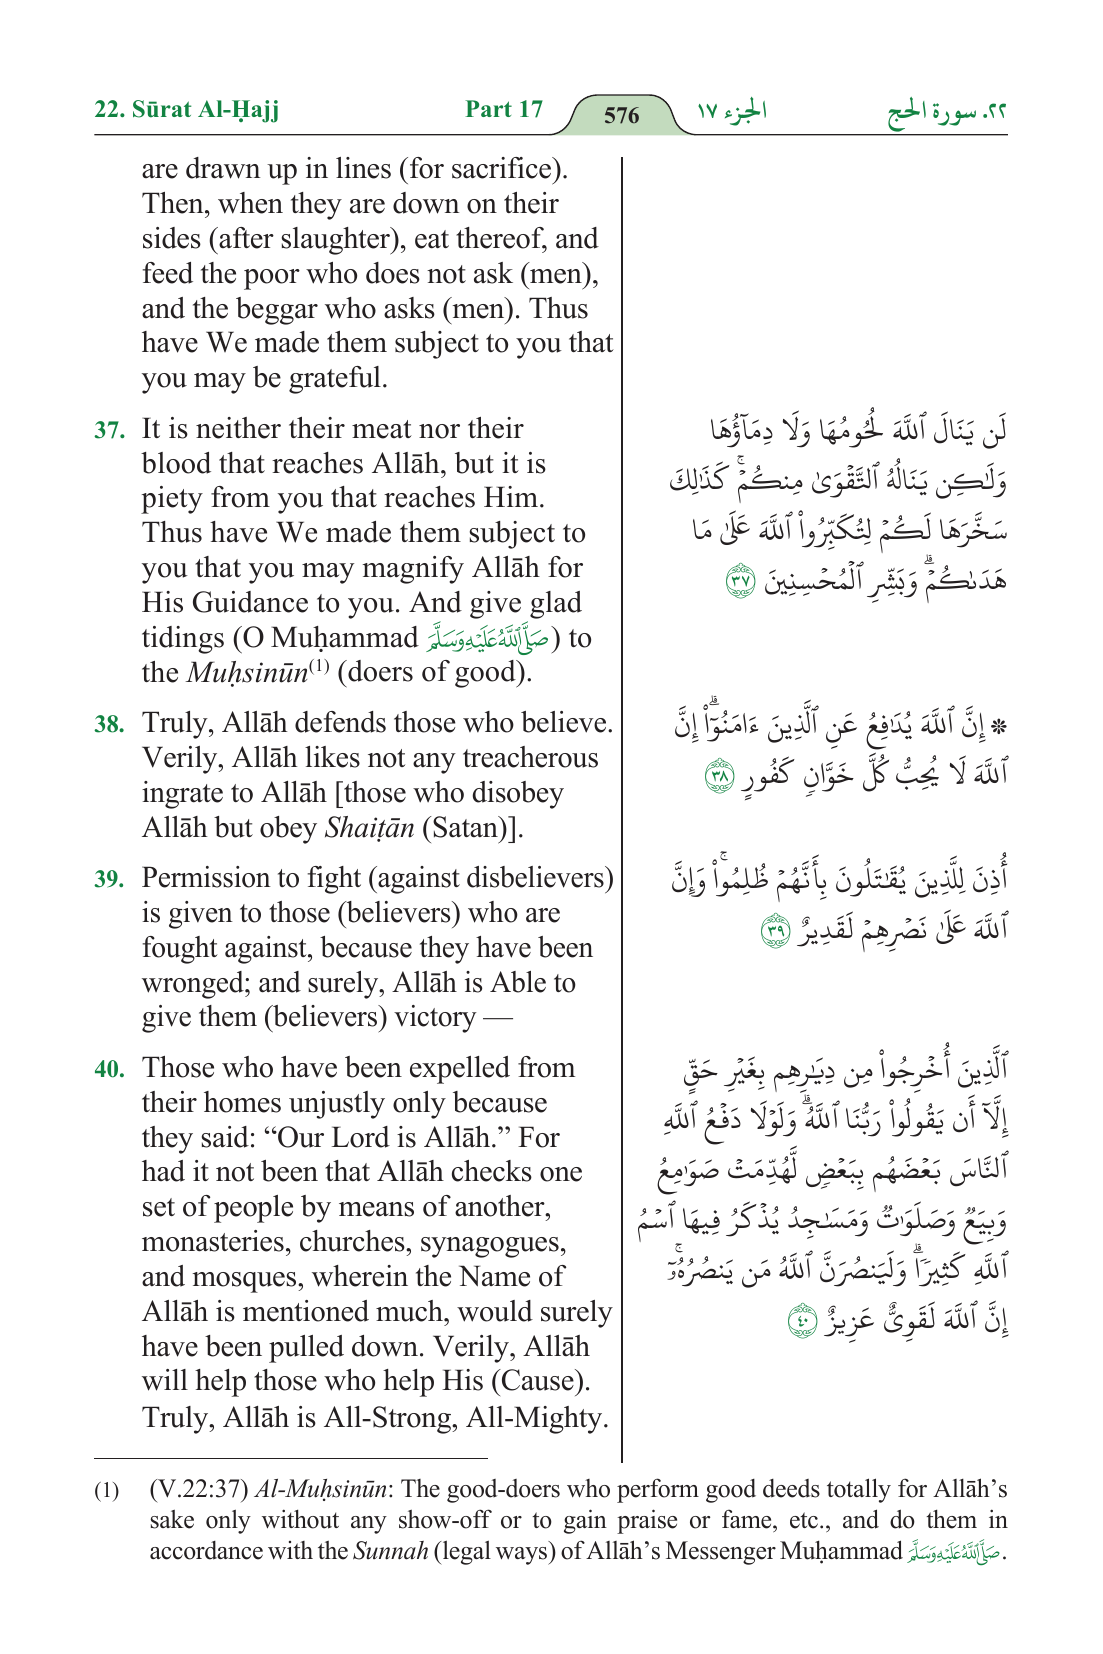 22. Sūrat Al-Ḥajj Part 17 576 الجزء ١٧ ٢٢. سورة الحج
are drawn up in lines (for sacrifice).
Then, when they are down on their
sides (after slaughter), eat thereof, and
feed the poor who does not ask (men),
and the beggar who asks (men). Thus
have We made them subject to you that
you may be grateful.
37. It is neither their meat nor their
blood that reaches Allāh, but it is
piety from you that reaches Him.
Thus have We made them subject to
you that you may magnify Allāh for
His Guidance to you. And give glad
tidings (O Muḥammad صَلَّى اللَّهُ عَلَيْهِ وَسَلَّمَ) to
the Muḥsinūn(1) (doers of good).
لَن يَنَالَ ٱللَّهَ لُحُومُهَا وَلَا دِمَآؤُهَا
وَلَٰكِن يَنَالُهُ ٱلتَّقۡوَىٰ مِنكُمۡۚ كَذَٰلِكَ
سَخَّرَهَا لَكُمۡ لِتُكَبِّرُواْ ٱللَّهَ عَلَىٰ مَا
هَدَىٰكُمۡۗ وَبَشِّرِ ٱلۡمُحۡسِنِينَ ٣٧
38. Truly, Allāh defends those who believe.
Verily, Allāh likes not any treacherous
ingrate to Allāh [those who disobey
Allāh but obey Shaiṭān (Satan)].
۞ إِنَّ ٱللَّهَ يُدَٰفِعُ عَنِ ٱلَّذِينَ ءَامَنُوٓاْۗ إِنَّ
ٱللَّهَ لَا يُحِبُّ كُلَّ خَوَّانٖ كَفُورٍ ٣٨
39. Permission to fight (against disbelievers)
is given to those (believers) who are
fought against, because they have been
wronged; and surely, Allāh is Able to
give them (believers) victory —
أُذِنَ لِلَّذِينَ يُقَٰتَلُونَ بِأَنَّهُمۡ ظُلِمُواْۚ وَإِنَّ
ٱللَّهَ عَلَىٰ نَصۡرِهِمۡ لَقَدِيرٌ ٣٩
40. Those who have been expelled from
their homes unjustly only because
they said: “Our Lord is Allāh.” For
had it not been that Allāh checks one
set of people by means of another,
monasteries, churches, synagogues,
and mosques, wherein the Name of
Allāh is mentioned much, would surely
have been pulled down. Verily, Allāh
will help those who help His (Cause).
Truly, Allāh is All-Strong, All-Mighty.
ٱلَّذِينَ أُخۡرِجُواْ مِن دِيَٰرِهِم بِغَيۡرِ حَقٍّ
إِلَّآ أَن يَقُولُواْ رَبُّنَا ٱللَّهُۗ وَلَوۡلَا دَفۡعُ ٱللَّهِ
ٱلنَّاسَ بَعۡضَهُم بِبَعۡضٖ لَّهُدِّمَتۡ صَوَٰمِعُ
وَبِيَعٞ وَصَلَوَٰتٞ وَمَسَٰجِدُ يُذۡكَرُ فِيهَا ٱسۡمُ
ٱللَّهِ كَثِيرٗاۗ وَلَيَنصُرَنَّ ٱللَّهُ مَن يَنصُرُهُۥٓۚ
إِنَّ ٱللَّهَ لَقَوِيٌّ عَزِيزٌ ٤٠
(1) (V.22:37) Al-Muḥsinūn: The good-doers who perform good deeds totally for Allāh’s
sake only without any show-off or to gain praise or fame, etc., and do them in
accordance with the Sunnah (legal ways) of Allāh’s Messenger Muḥammad صَلَّى اللَّهُ عَلَيْهِ وَسَلَّمَ.